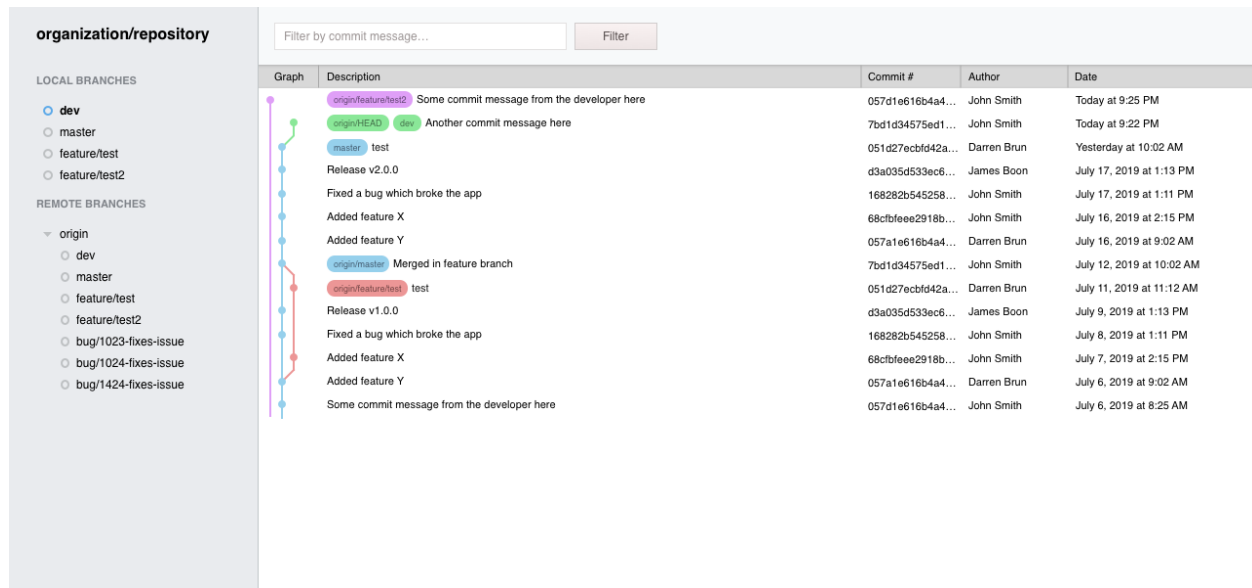 organization/repository
Filter by commit message…
Filter
LOCAL BRANCHES
dev
master
feature/test
feature/test2
REMOTE BRANCHES
origin
dev
master
feature/test
feature/test2
bug/1023-fixes-issue
bug/1024-fixes-issue
bug/1424-fixes-issue
Graph Description Commit # Author Date
origin/feature/test2 Some commit message from the developer here 057d1e616b4a4… John Smith Today at 9:25 PM
origin/HEAD dev Another commit message here 7bd1d34575ed1… John Smith Today at 9:22 PM
master test 051d27ecbfd42a… Darren Brun Yesterday at 10:02 AM
Release v2.0.0 d3a035d533ec6… James Boon July 17, 2019 at 1:13 PM
Fixed a bug which broke the app 168282b545258… John Smith July 17, 2019 at 1:11 PM
Added feature X 68cfbfeee2918b… John Smith July 16, 2019 at 2:15 PM
Added feature Y 057a1e616b4a4… Darren Brun July 16, 2019 at 9:02 AM
origin/master Merged in feature branch 7bd1d34575ed1… John Smith July 12, 2019 at 10:02 AM
origin/feature/test test 051d27ecbfd42a… Darren Brun July 11, 2019 at 11:12 AM
Release v1.0.0 d3a035d533ec6… James Boon July 9, 2019 at 1:13 PM
Fixed a bug which broke the app 168282b545258… John Smith July 8, 2019 at 1:11 PM
Added feature X 68cfbfeee2918b… John Smith July 7, 2019 at 2:15 PM
Added feature Y 057a1e616b4a4… Darren Brun July 6, 2019 at 9:02 AM
Some commit message from the developer here 057d1e616b4a4… John Smith July 6, 2019 at 8:25 AM